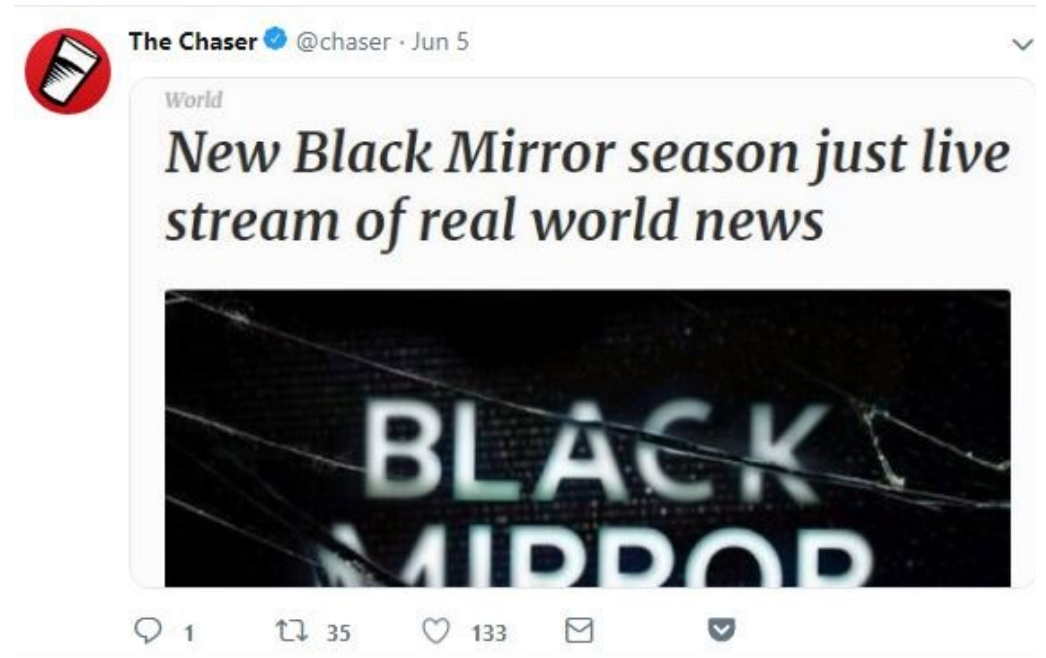 The Chaser @chaser · Jun 5
World
New Black Mirror season just live
stream of real world news
BLACK
MIRROR
1 35 133